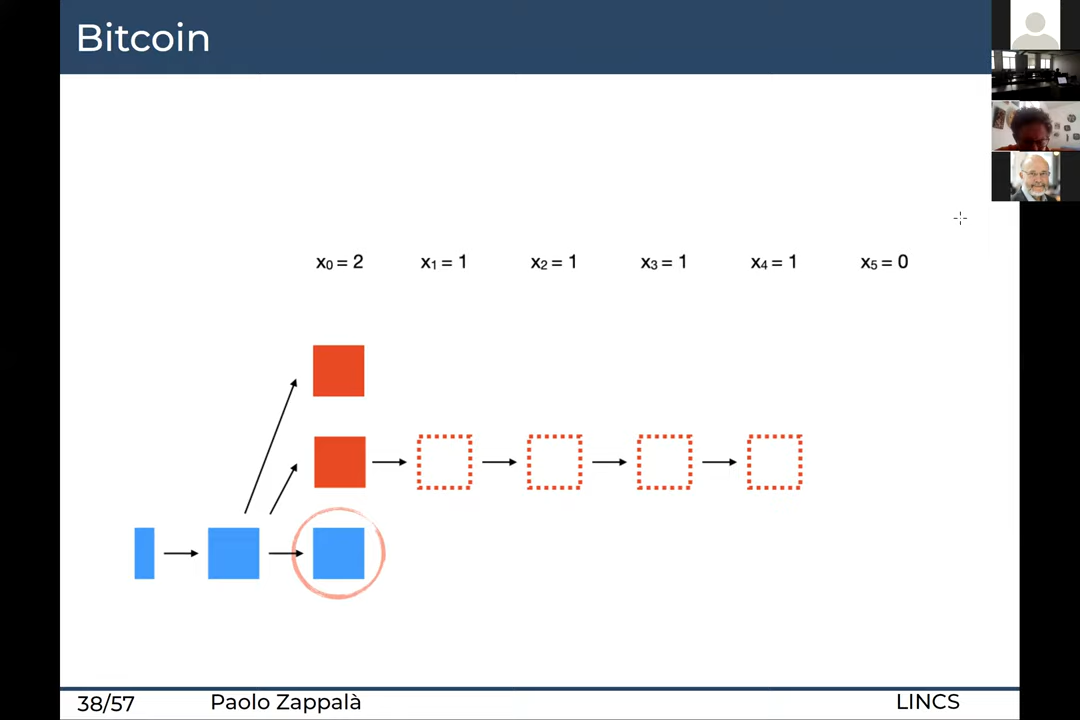 Bitcoin
x₀ = 2 x₁ = 1 x₂ = 1 x₃ = 1 x₄ = 1 x₅ = 0
38/57 Paolo Zappalà LINCS